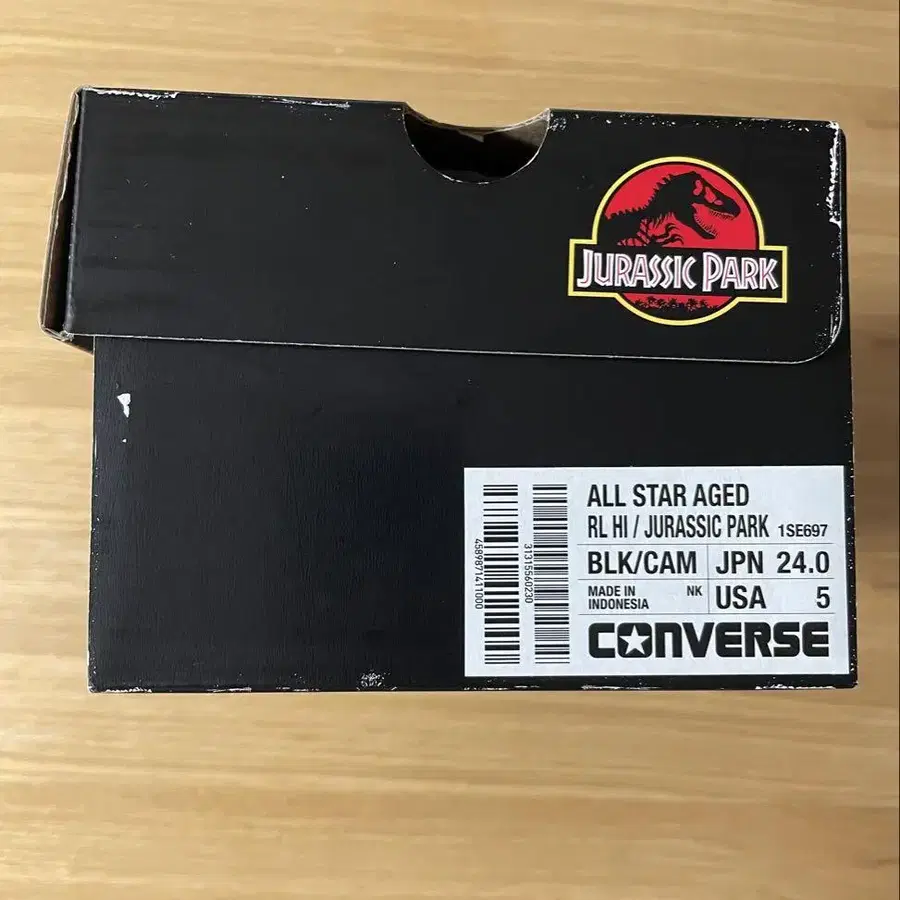 JURASSIC PARK
ALL STAR AGED
RL HI / JURASSIC PARK 1SE697
BLK/CAM JPN 24.0
MADE IN INDONESIA NK USA 5
CONVERSE
4589871411000
31315560230